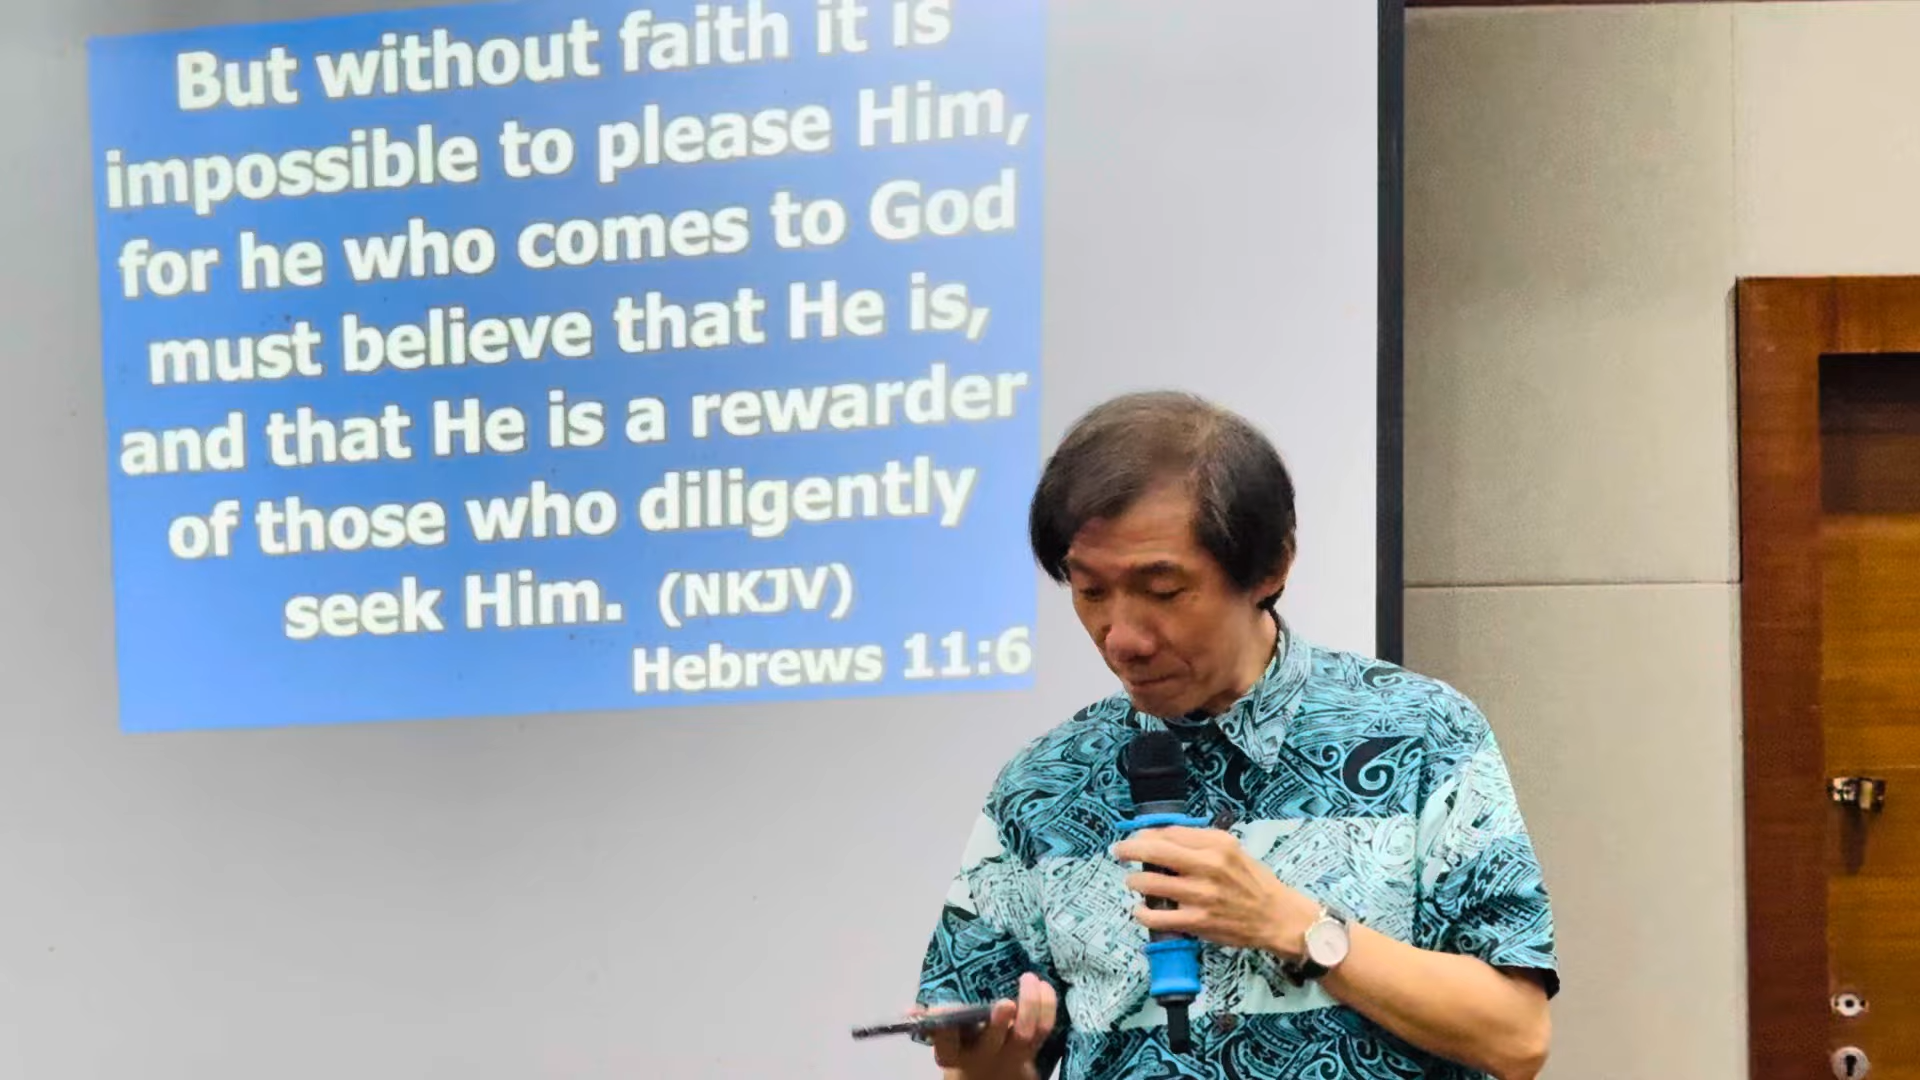 But without faith it is
impossible to please Him,
for he who comes to God
must believe that He is,
and that He is a rewarder
of those who diligently
seek Him. (NKJV)
Hebrews 11:6